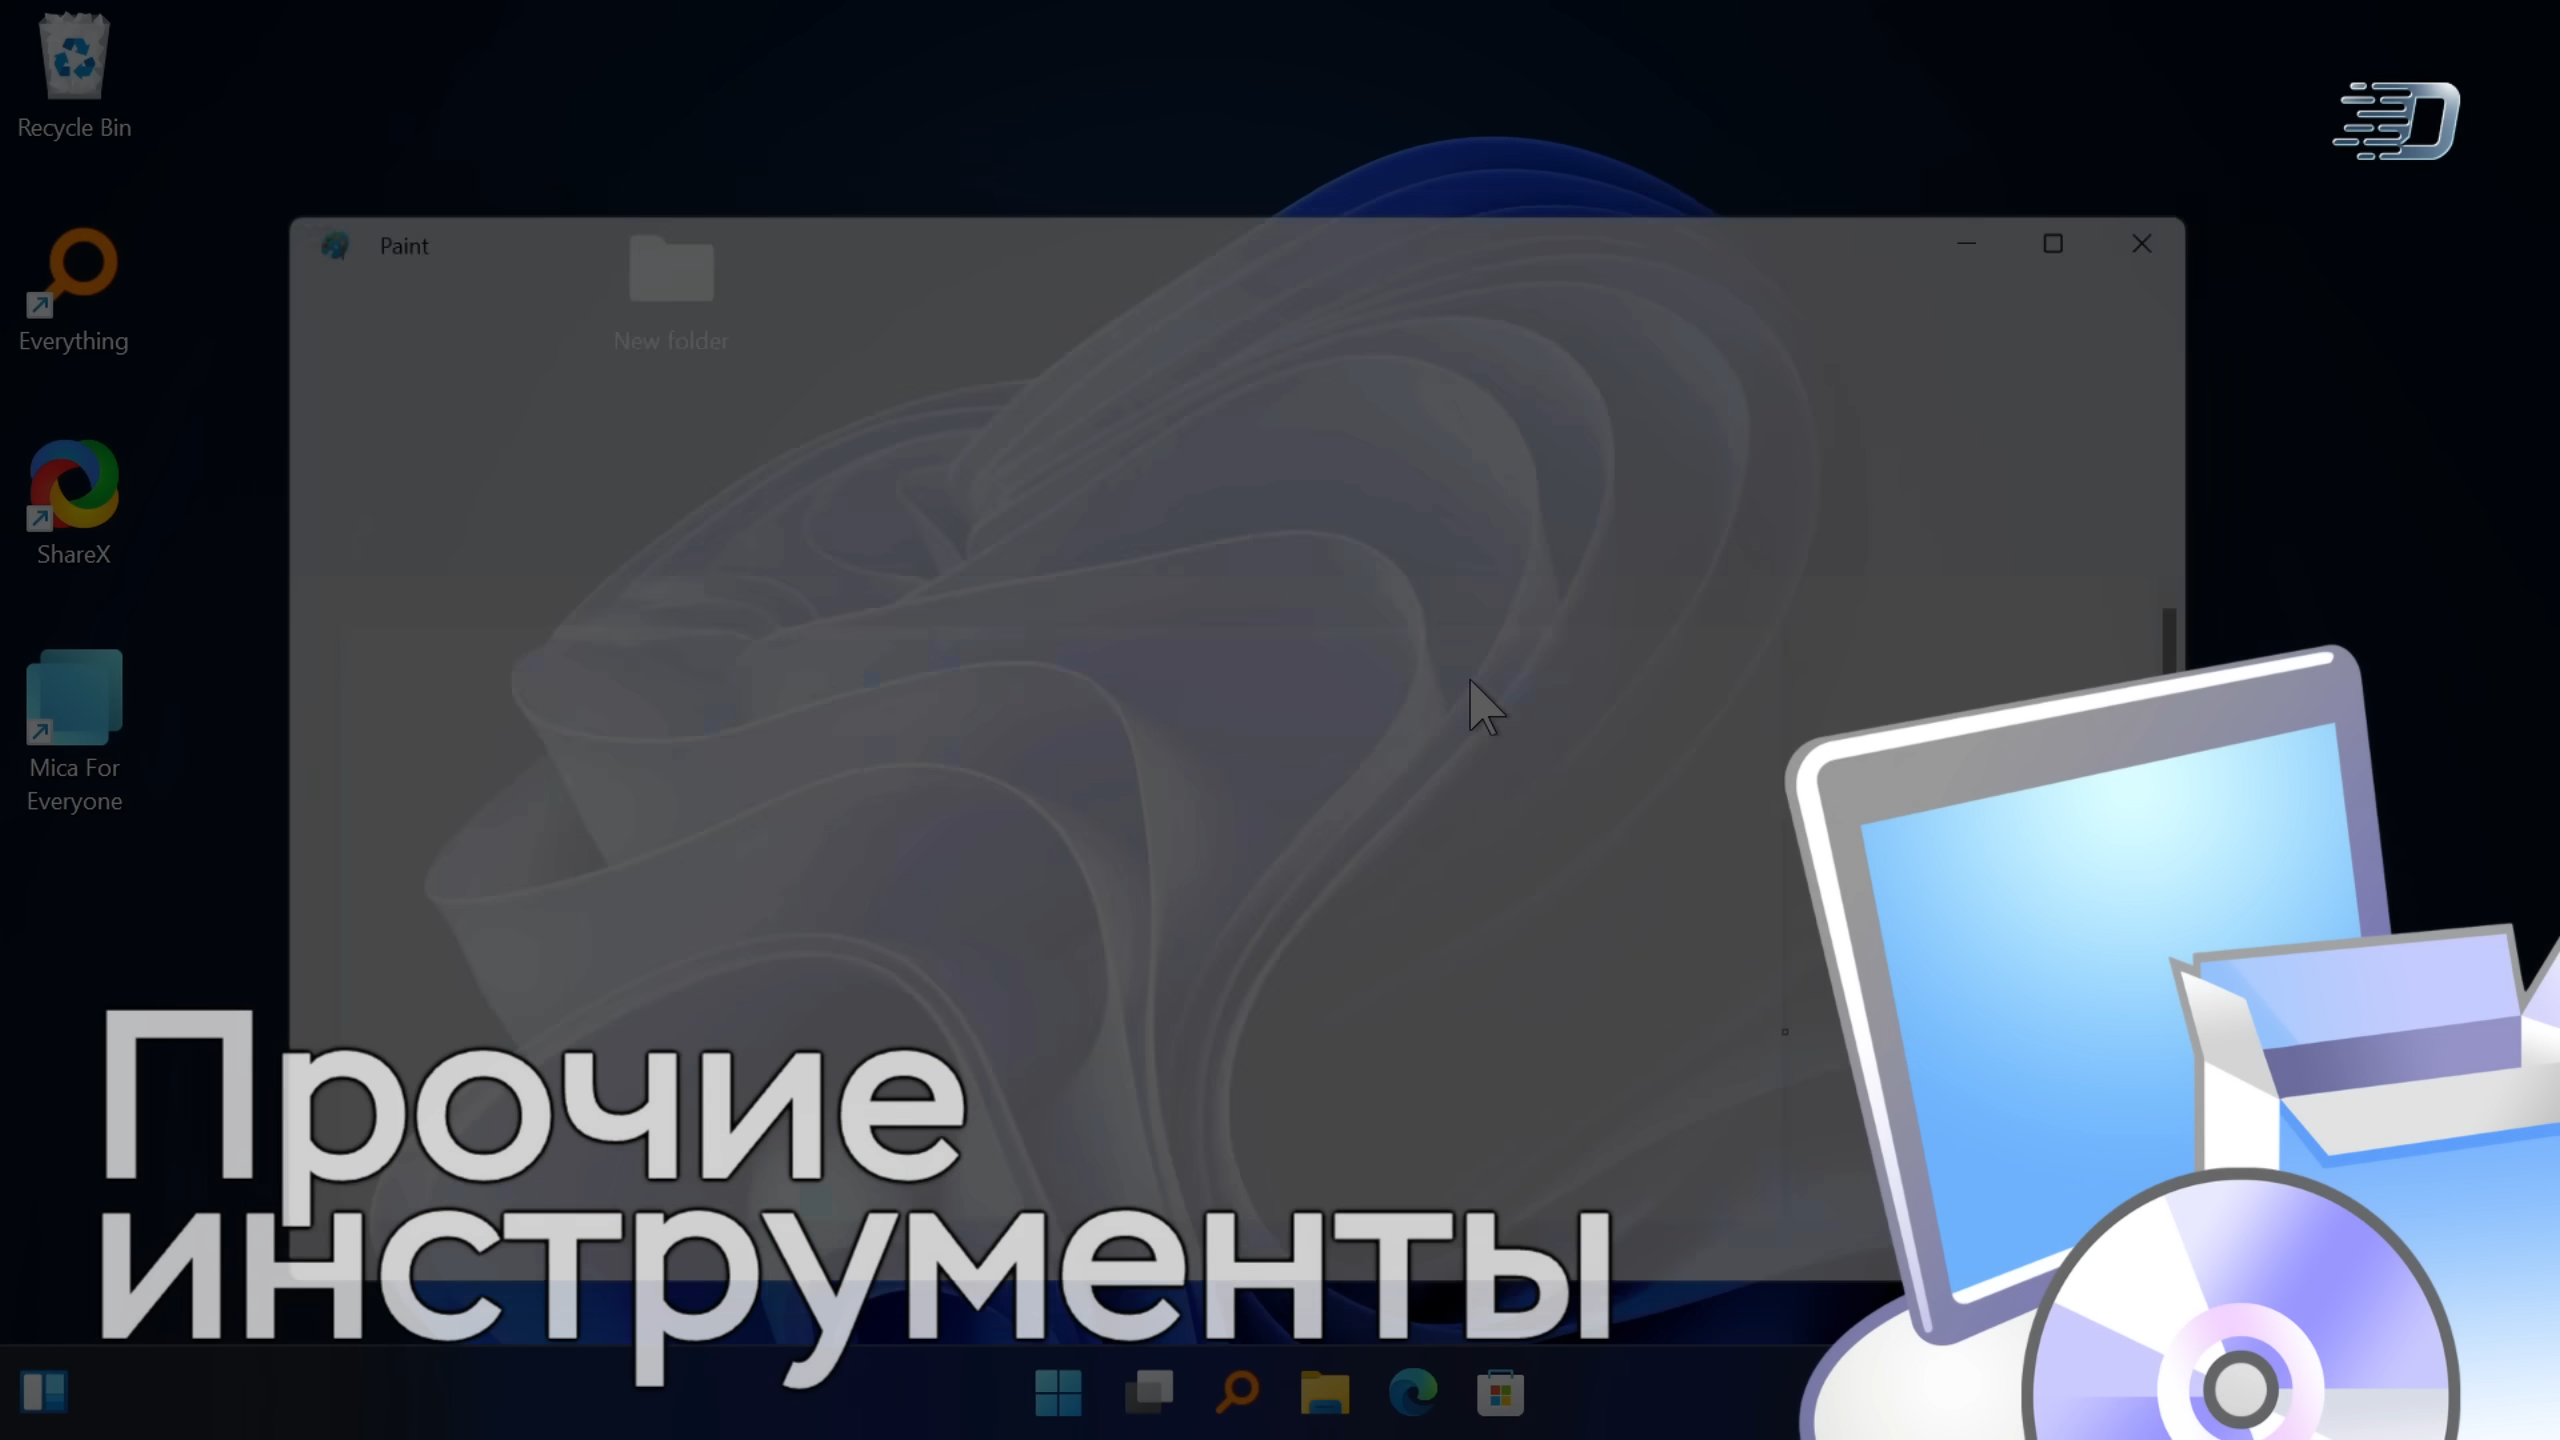 Recycle Bin
Paint
New folder
Everything
ShareX
Mica For
Everyone
Прочие
инструменты